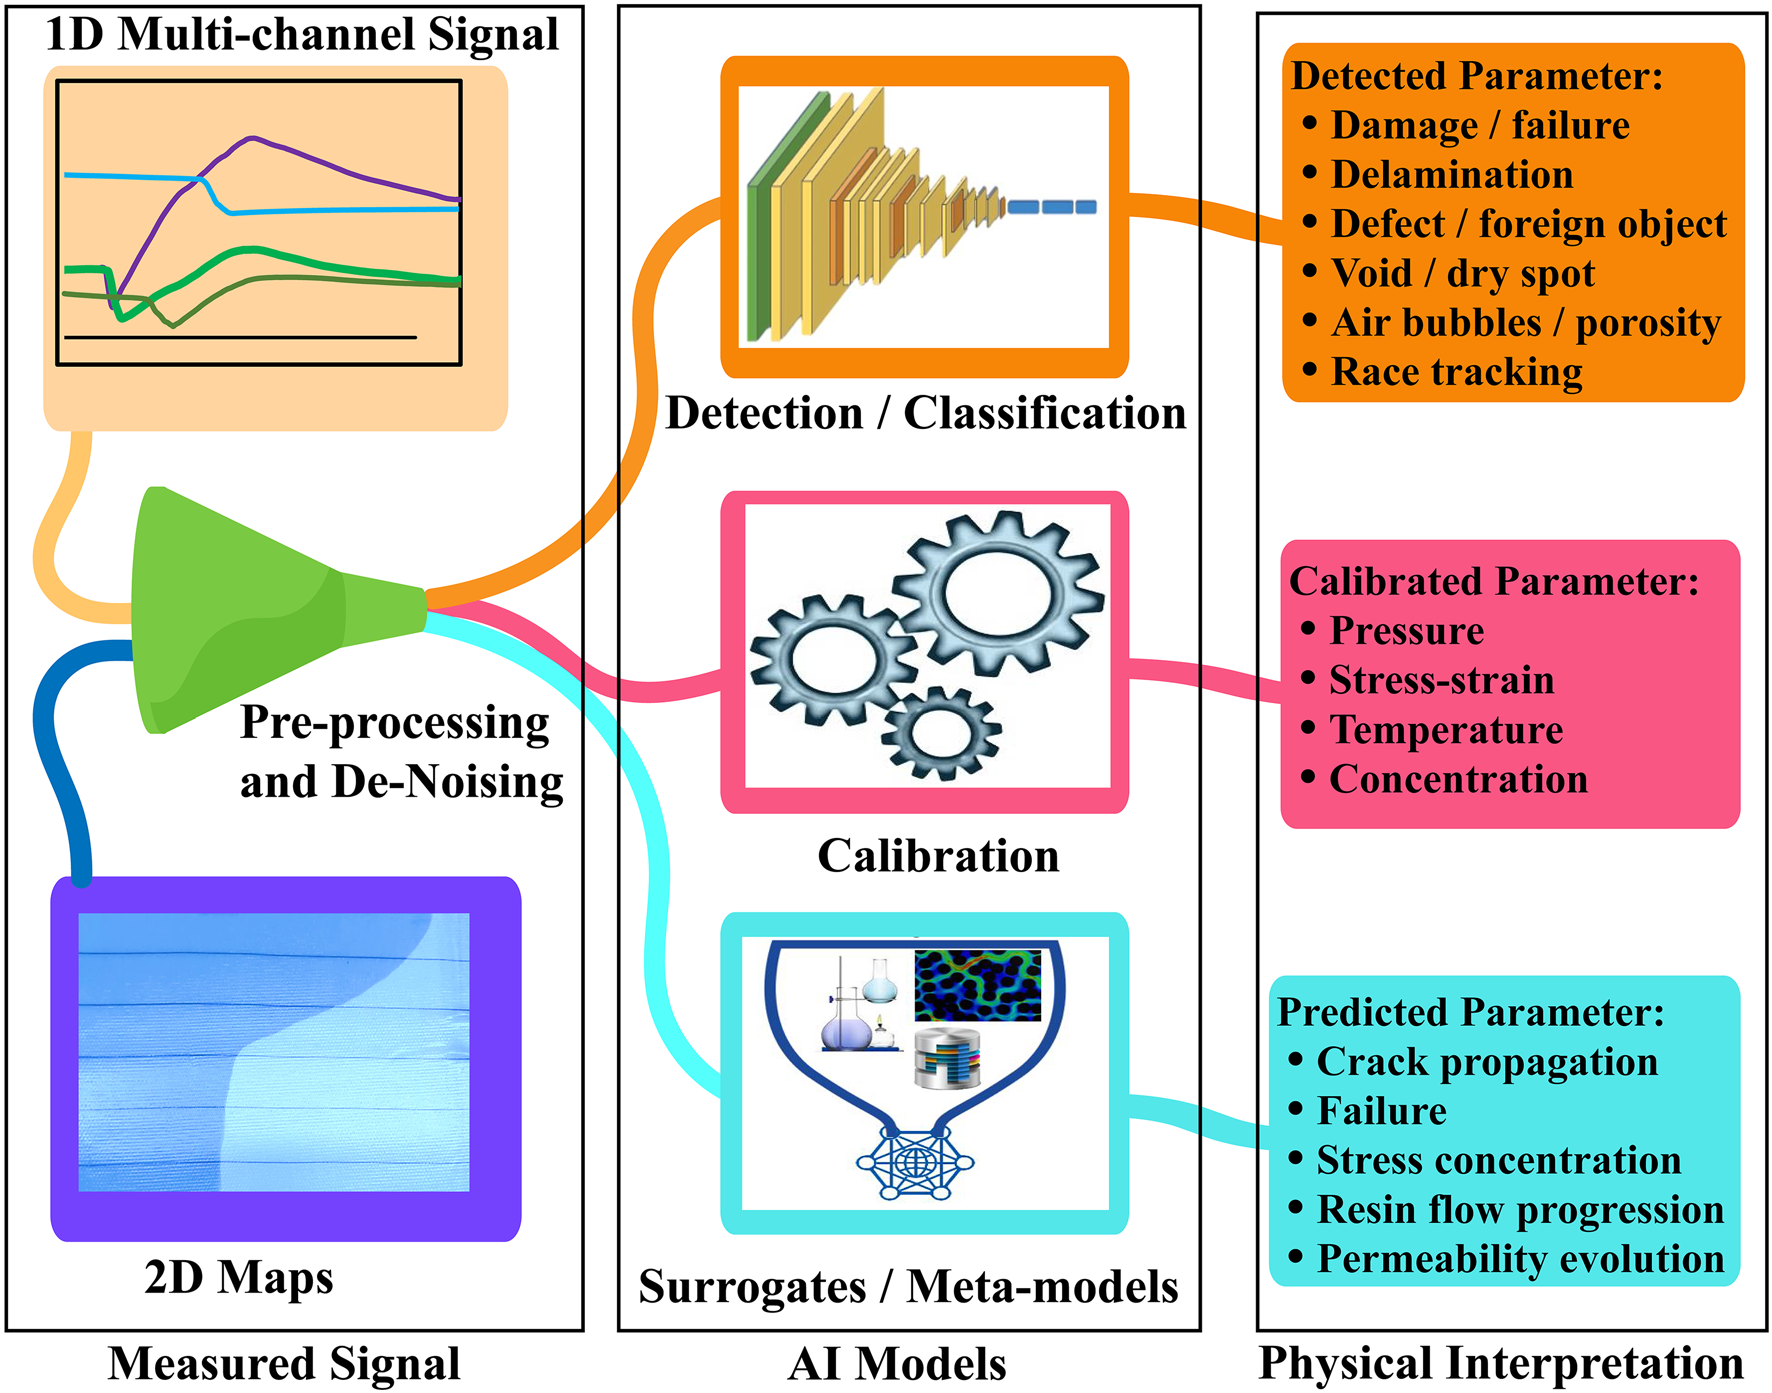 1D Multi-channel Signal
Pre-processing
and De-Noising
2D Maps
Measured Signal
Detection / Classification
Calibration
Surrogates / Meta-models
AI Models
Detected Parameter:
• Damage / failure
• Delamination
• Defect / foreign object
• Void / dry spot
• Air bubbles / porosity
• Race tracking
Calibrated Parameter:
• Pressure
• Stress-strain
• Temperature
• Concentration
Predicted Parameter:
• Crack propagation
• Failure
• Stress concentration
• Resin flow progression
• Permeability evolution
Physical Interpretation